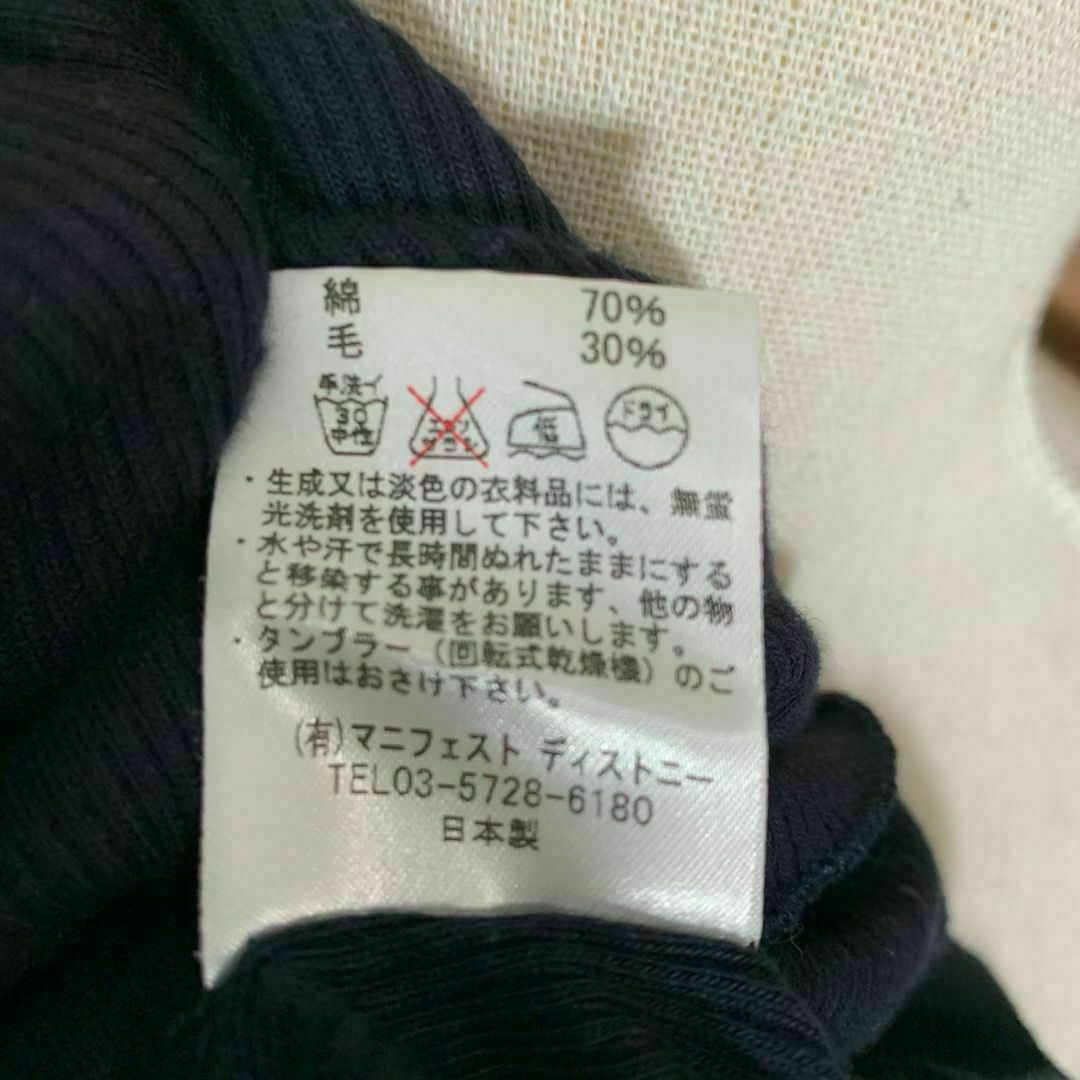 綿 70%
毛 30%
手洗イ
30
中性
エンソ
サラシ
低
ドライ
・生成又は淡色の衣料品には、無蛍
光洗剤を使用して下さい。
・水や汗で長時間ぬれたままにする
と移染する事があります、他の物
と分けて洗濯をお願いします。
・タンブラー（回転式乾燥機）のご
使用はおさけ下さい。
(有)マニフェスト ディストニー
TEL03-5728-6180
日本製